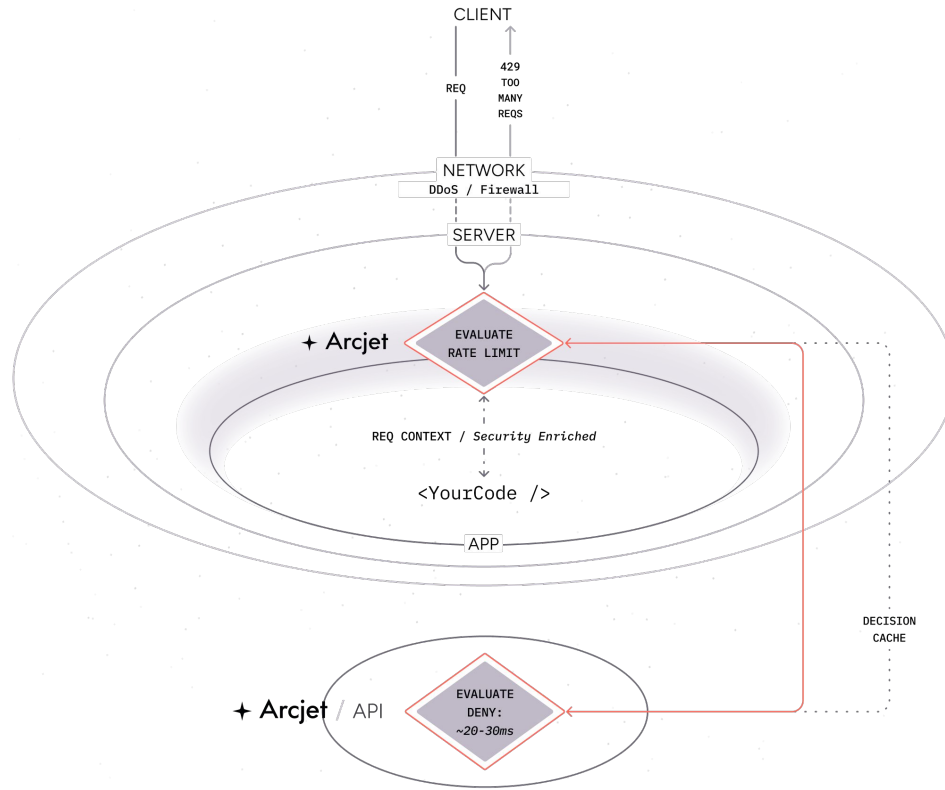 CLIENT
REQ
429
TOO
MANY
REQS
NETWORK
DDoS / Firewall
SERVER
Arcjet
EVALUATE
RATE LIMIT
REQ CONTEXT / Security Enriched
<YourCode />
APP
DECISION
CACHE
Arcjet / API
EVALUATE
DENY:
~20-30ms